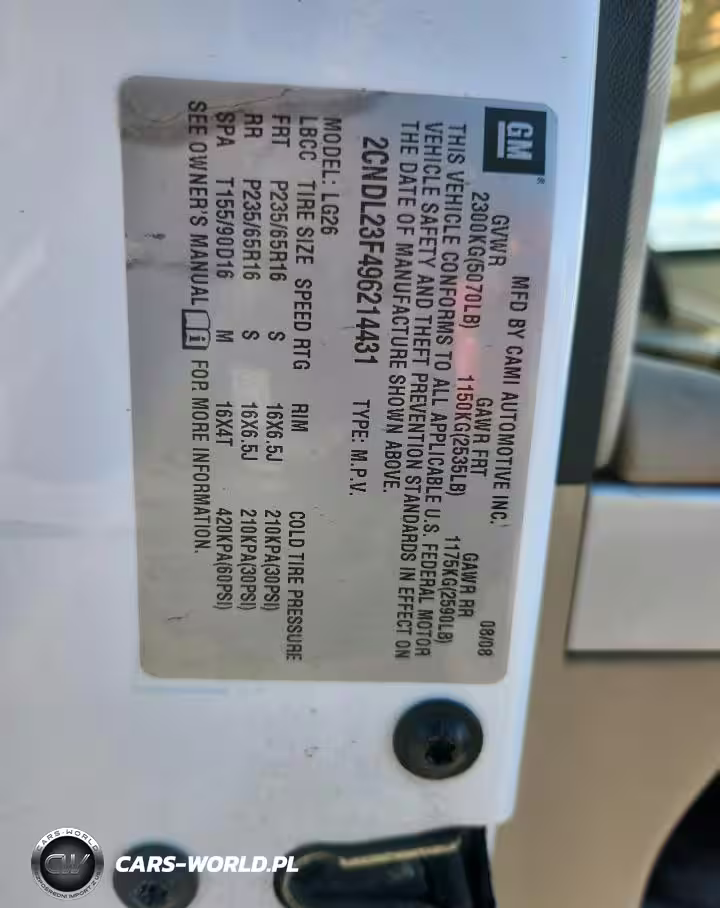 GM®
MFD BY CAMI AUTOMOTIVE INC. 08/08
GVWR GAWR FRT GAWR RR
2300KG(5070LB) 1150KG(2535LB) 1175KG(2590LB)
THIS VEHICLE CONFORMS TO ALL APPLICABLE U.S. FEDERAL MOTOR
VEHICLE SAFETY AND THEFT PREVENTION STANDARDS IN EFFECT ON
THE DATE OF MANUFACTURE SHOWN ABOVE.
2CNDL23F496214431 TYPE: M.P.V.
MODEL: LG26
LBCC TIRE SIZE SPEED RTG RIM COLD TIRE PRESSURE
FRT P235/65R16 S 16X6.5J 210KPA(30PSI)
RR P235/65R16 S 16X6.5J 210KPA(30PSI)
SPA T155/90D16 M 16X4T 420KPA(60PSI)
SEE OWNER'S MANUAL FOR MORE INFORMATION.
CARS-WORLD
CW
CARS-WORLD.PL